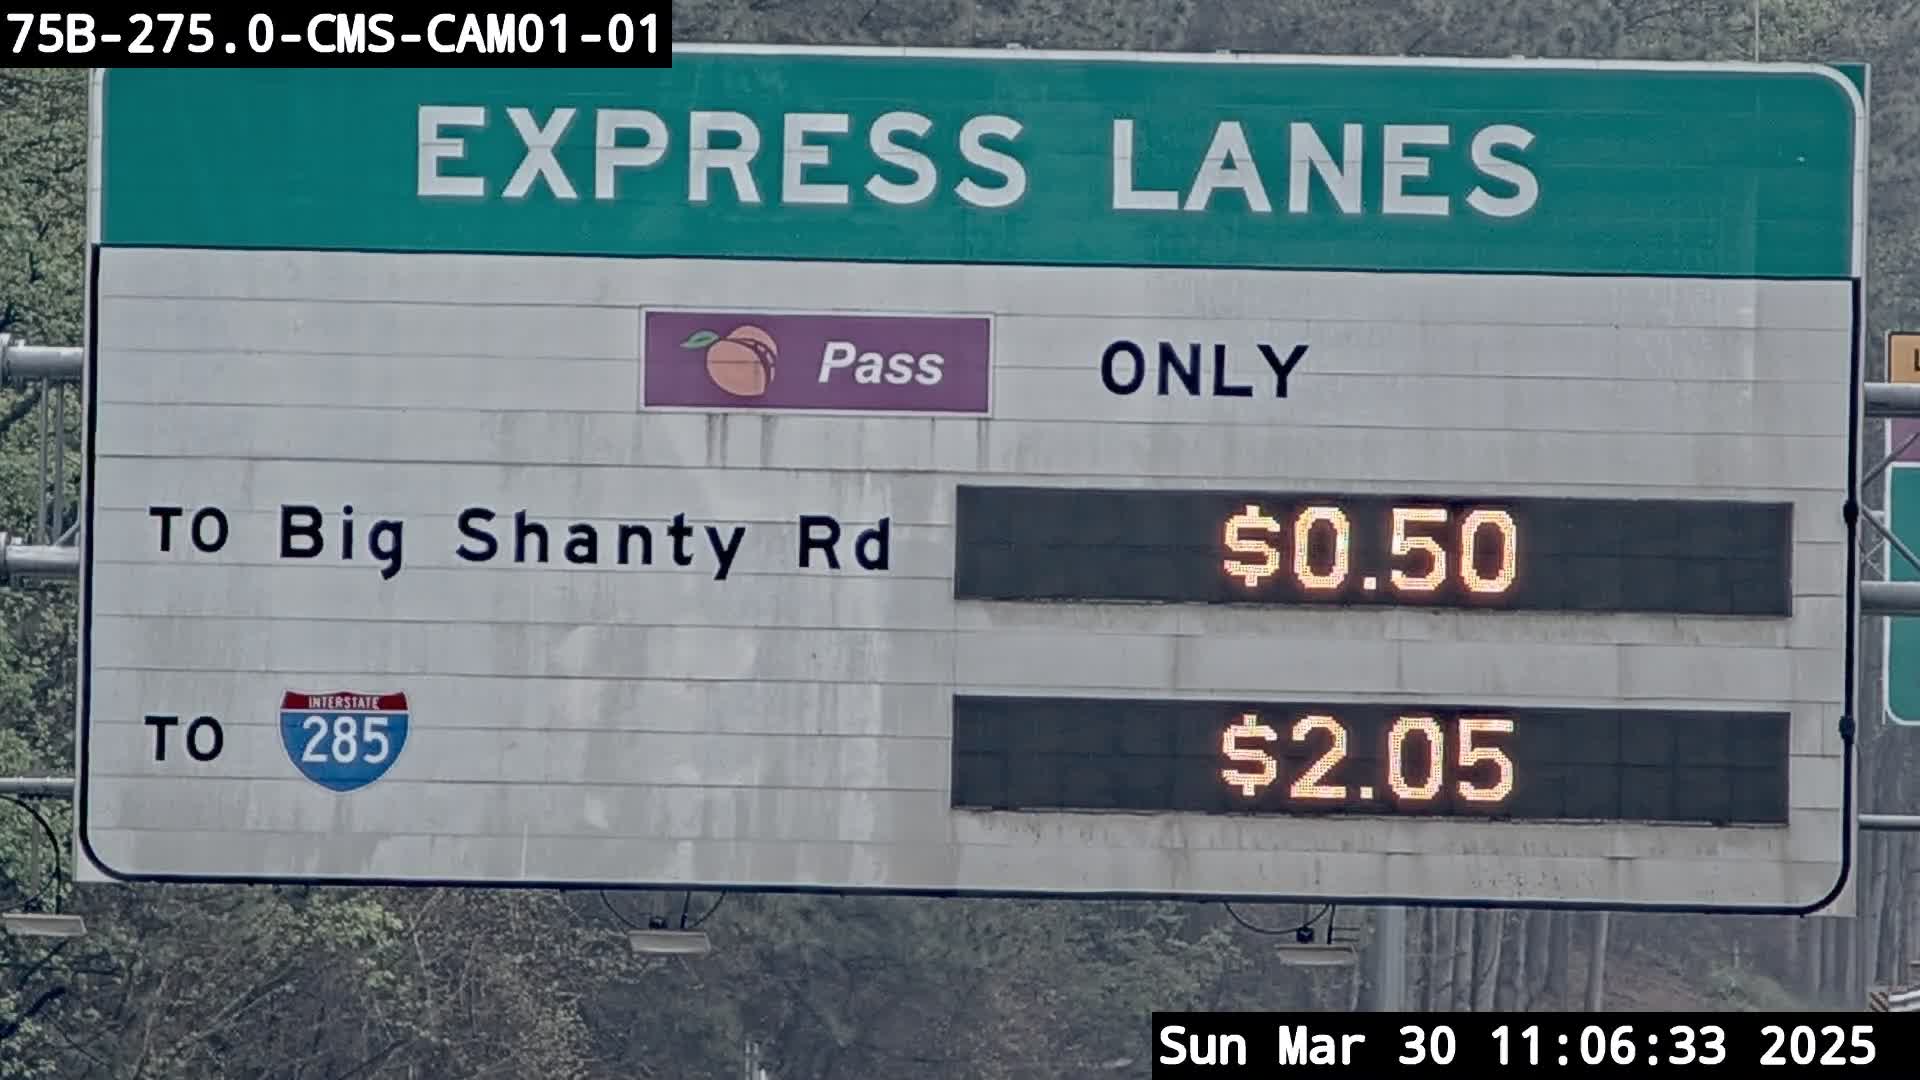 75B-275.0-CMS-CAM01-01
EXPRESS LANES
Pass ONLY
TO Big Shanty Rd $0.50
TO INTERSTATE 285 $2.05
Sun Mar 30 11:06:33 2025